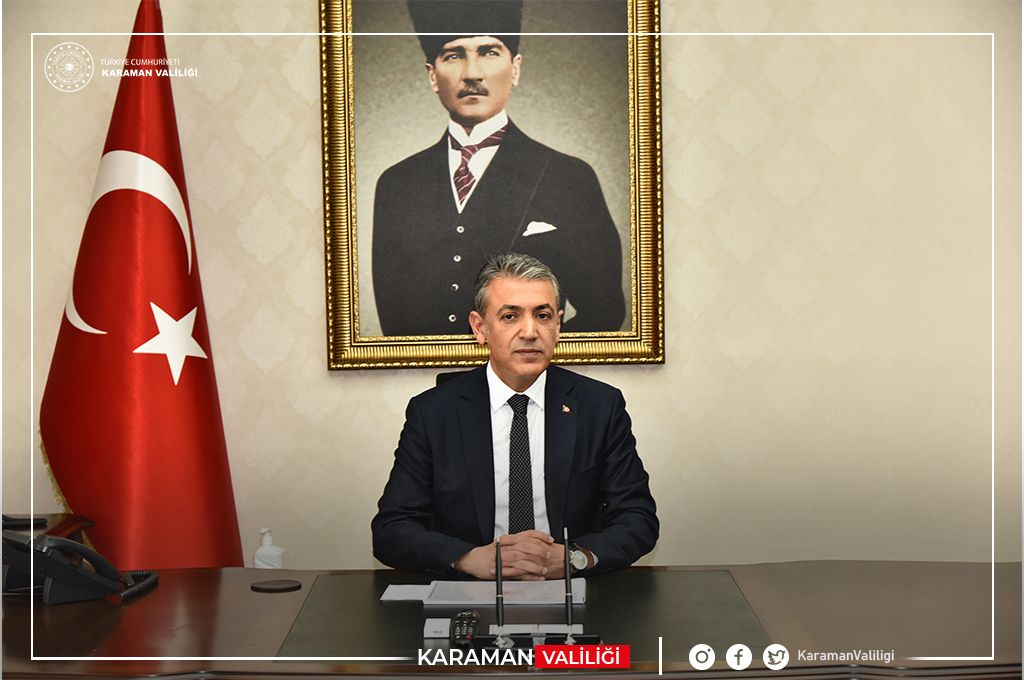 TÜRKİYE CUMHURİYETİ
KARAMAN VALİLİĞİ
KARAMAN VALİLİĞİ
KaramanValiligi